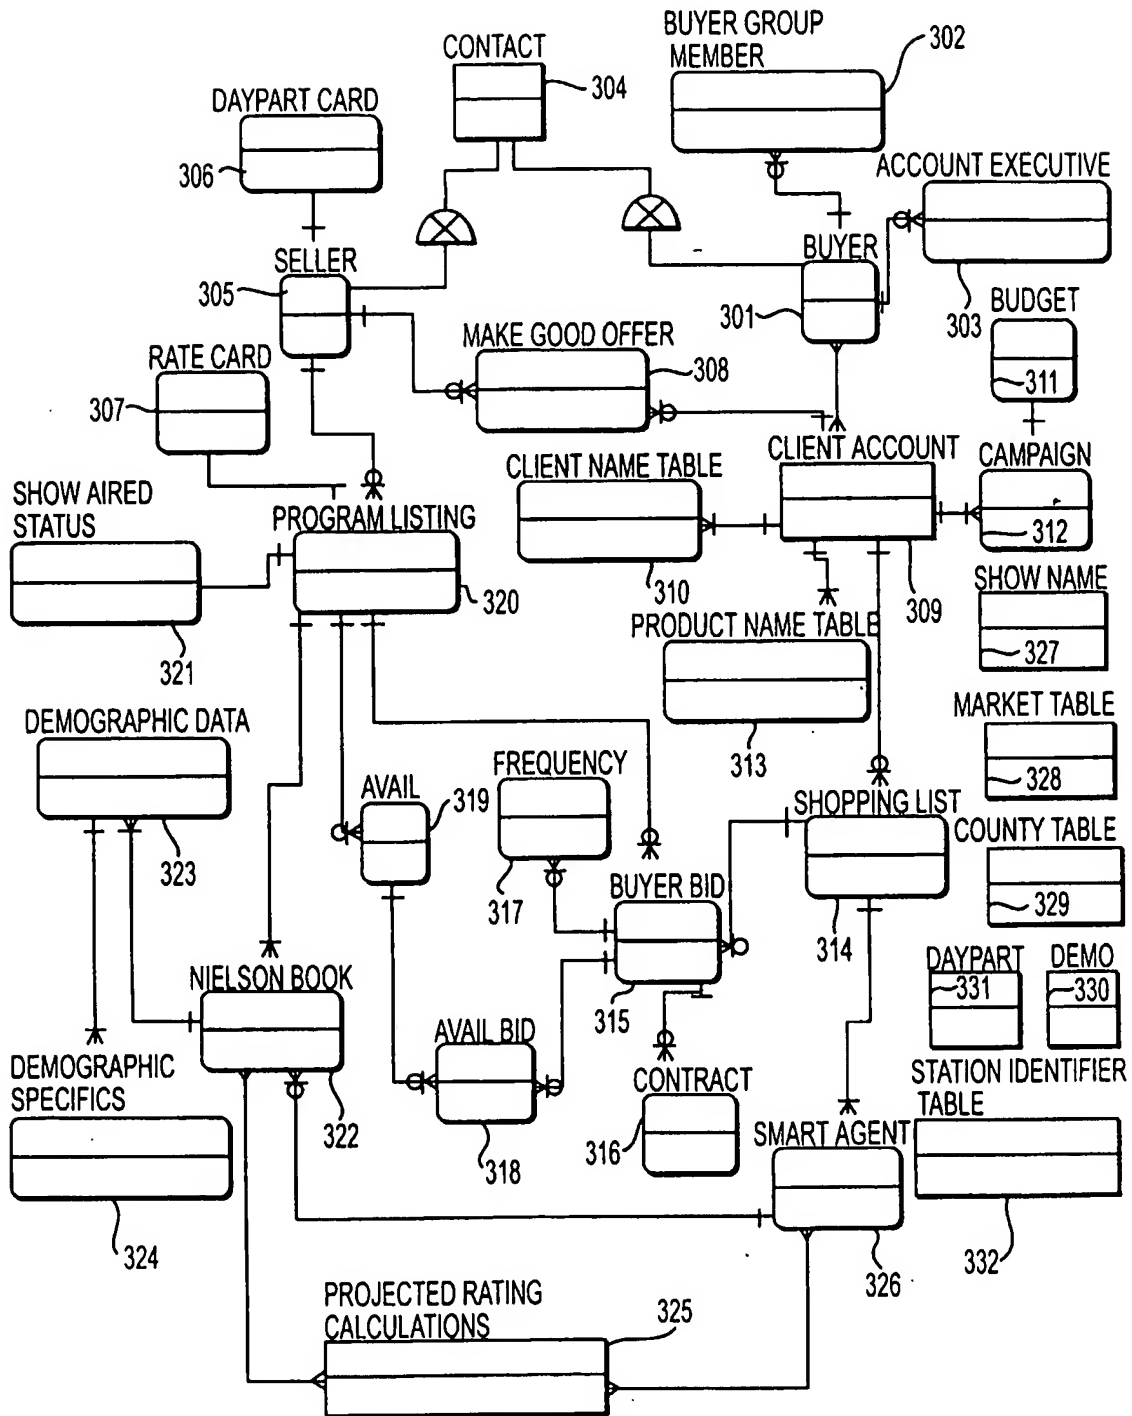 BUYER GROUP
MEMBER
302
CONTACT
304
DAYPART CARD
306
ACCOUNT EXECUTIVE
303
SELLER
305
BUYER
301
BUDGET
311
MAKE GOOD OFFER
308
RATE CARD
307
CLIENT ACCOUNT
309
CAMPAIGN
312
CLIENT NAME TABLE
310
SHOW AIRED
STATUS
321
PROGRAM LISTING
320
SHOW NAME
327
PRODUCT NAME TABLE
313
MARKET TABLE
328
DEMOGRAPHIC DATA
323
AVAIL
319
FREQUENCY
317
SHOPPING LIST
314
COUNTY TABLE
329
BUYER BID
315
DAYPART
331
DEMO
330
NIELSON BOOK
322
AVAIL BID
318
CONTRACT
316
DEMOGRAPHIC
SPECIFICS
324
SMART AGENT
326
STATION IDENTIFIER
TABLE
332
PROJECTED RATING
CALCULATIONS
325